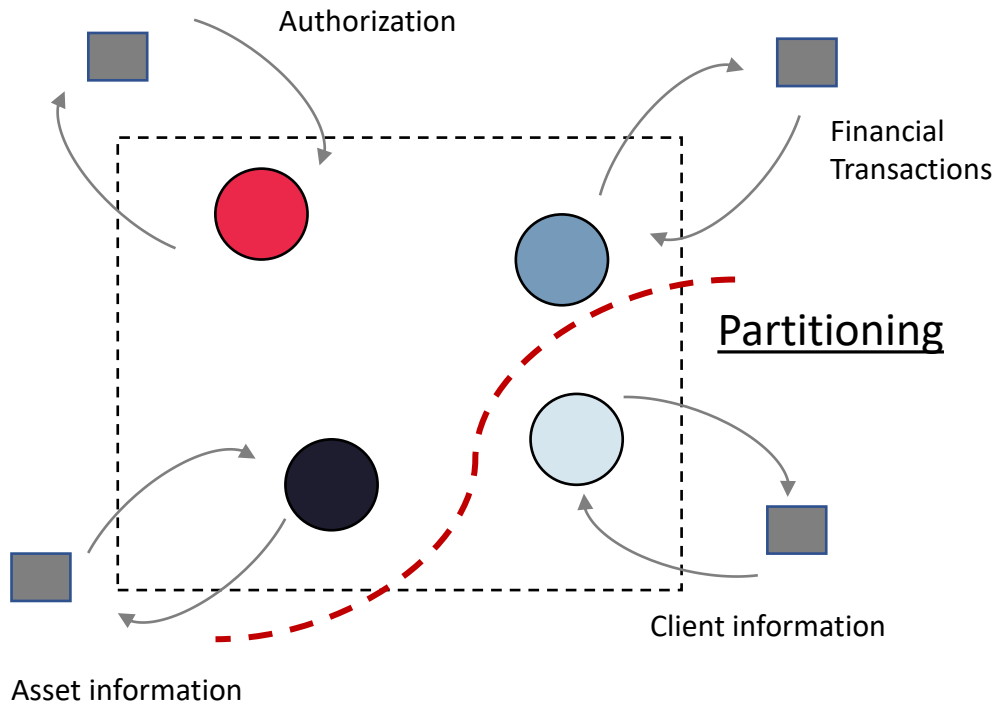 Authorization
Financial
Transactions
Partitioning
Client information
Asset information